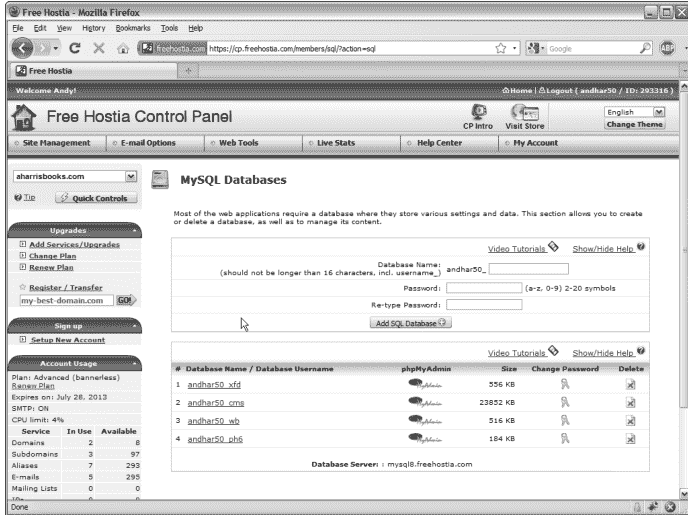 Free Hostia - Mozilla Firefox
File Edit View History Bookmarks Tools Help
freehostia.com https://cp.freehostia.com/members/sql/?action=sql
Google
ABP
Free Hostia
Welcome Andy!
Home | Logout ( andhar50 / ID: 293316 )
Free Hostia Control Panel
CP Intro Visit Store
English
Change Theme
Site Management E-mail Options Web Tools Live Stats Help Center My Account
aharrisbooks.com
Tip Quick Controls
Upgrades
Add Services/Upgrades
Change Plan
Renew Plan
Register / Transfer
my-best-domain.com GO!
Sign up
Setup New Account
Account Usage
Plan: Advanced (bannerless)
Renew Plan
Expires on: July 28, 2013
SMTP: ON
CPU limit: 4%
Service In Use Available
Domains 2 8
Subdomains 3 97
Aliases 7 293
E-mails 5 295
Mailing Lists 0 0
MySQL Databases
Most of the web applications require a database where they store various settings and data. This section allows you to create
or delete a database, as well as to manage its content.
Video Tutorials Show/Hide Help
Database Name:
(should not be longer than 16 characters, incl. username_) andhar50_
Password: (a-z, 0-9) 2-20 symbols
Re-type Password:
Add SQL Database
Video Tutorials Show/Hide Help
# Database Name / Database Username phpMyAdmin Size Change Password Delete
1 andhar50_xfd 556 KB
2 andhar50_cms 23852 KB
3 andhar50_wb 516 KB
4 andhar50_ph6 184 KB
Database Server: : mysql8.freehostia.com
Done